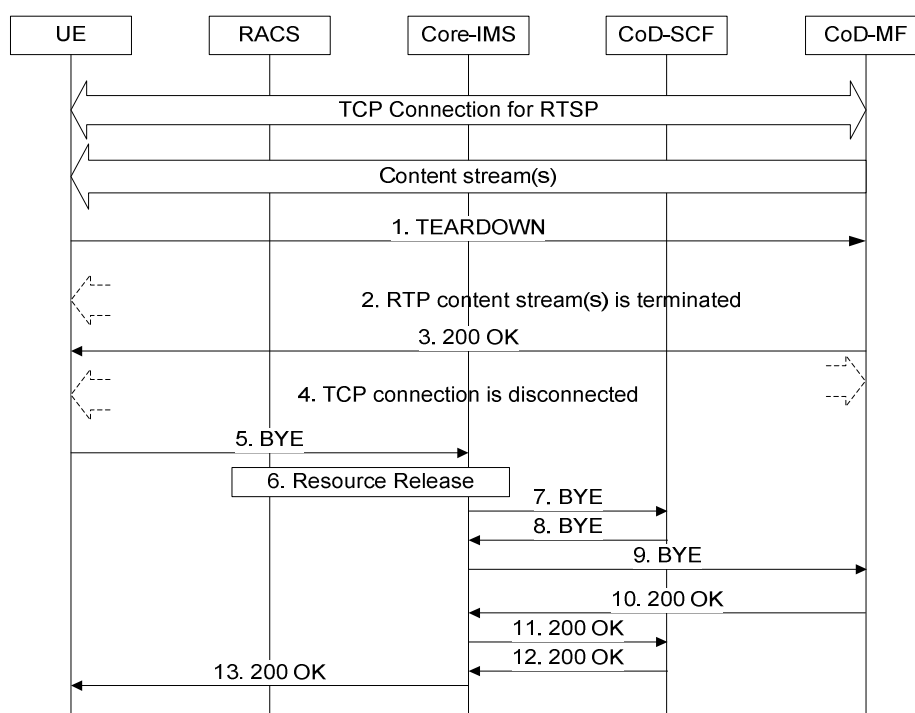 UE
RACS
Core-IMS
CoD-SCF
CoD-MF
TCP Connection for RTSP
Content stream(s)
1. TEARDOWN
2. RTP content stream(s) is terminated
3. 200 OK
4. TCP connection is disconnected
5. BYE
6. Resource Release
7. BYE
8. BYE
9. BYE
10. 200 OK
11. 200 OK
12. 200 OK
13. 200 OK